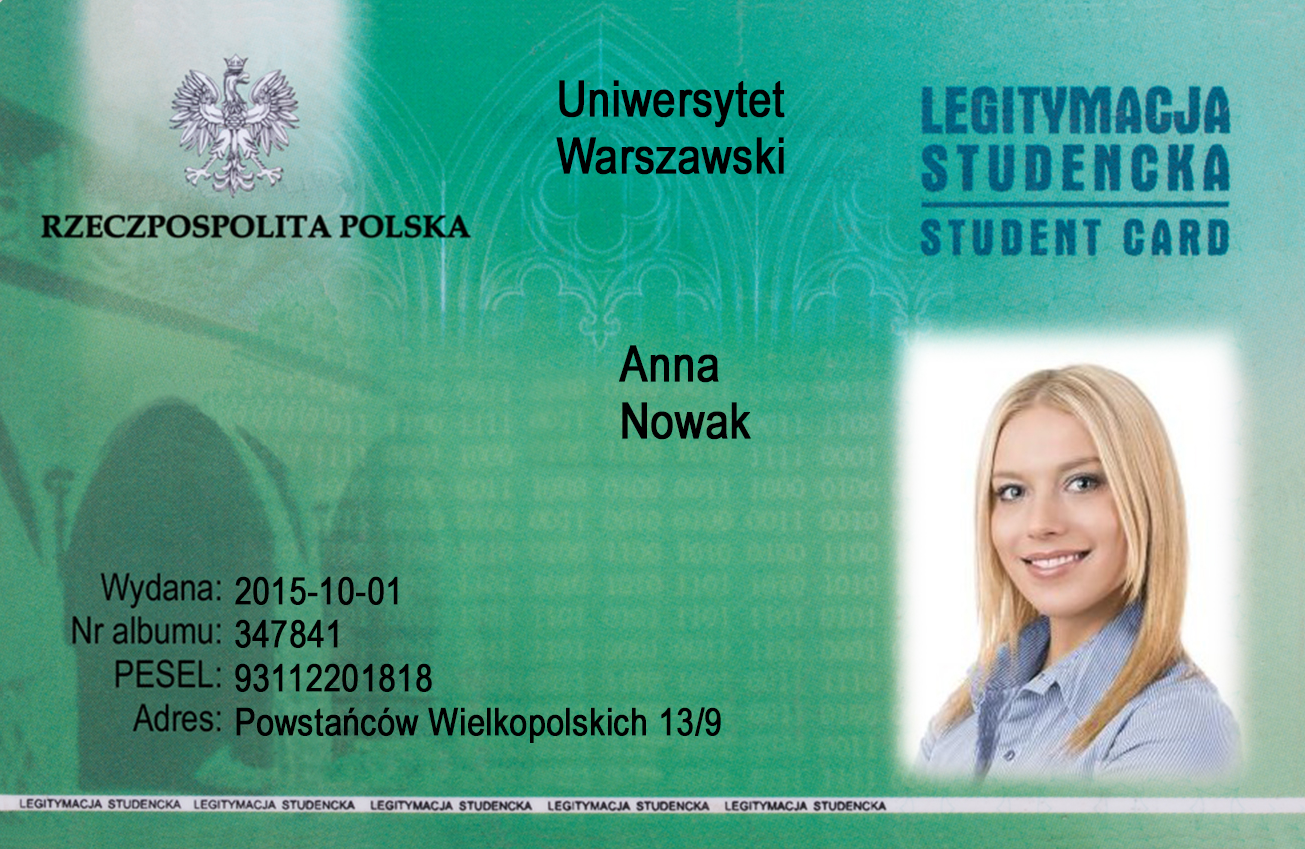 Uniwersytet
Warszawski
LEGITYMACJA
STUDENCKA
STUDENT CARD
RZECZPOSPOLITA POLSKA
Anna
Nowak
Wydana: 2015-10-01
Nr albumu: 347841
PESEL: 93112201818
Adres: Powstańców Wielkopolskich 13/9
LEGITYMACJA STUDENCKA LEGITYMACJA STUDENCKA LEGITYMACJA STUDENCKA LEGITYMACJA STUDENCKA LEGITYMACJA STUDENCKA